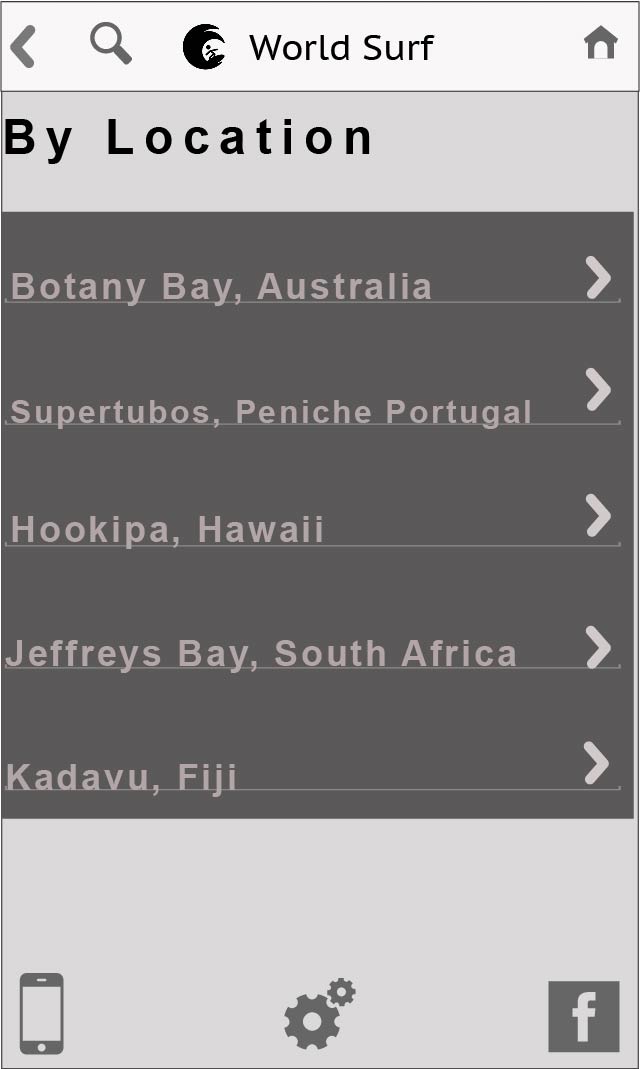 World Surf
By Location
Botany Bay, Australia
Supertubos, Peniche Portugal
Hookipa, Hawaii
Jeffreys Bay, South Africa
Kadavu, Fiji
f